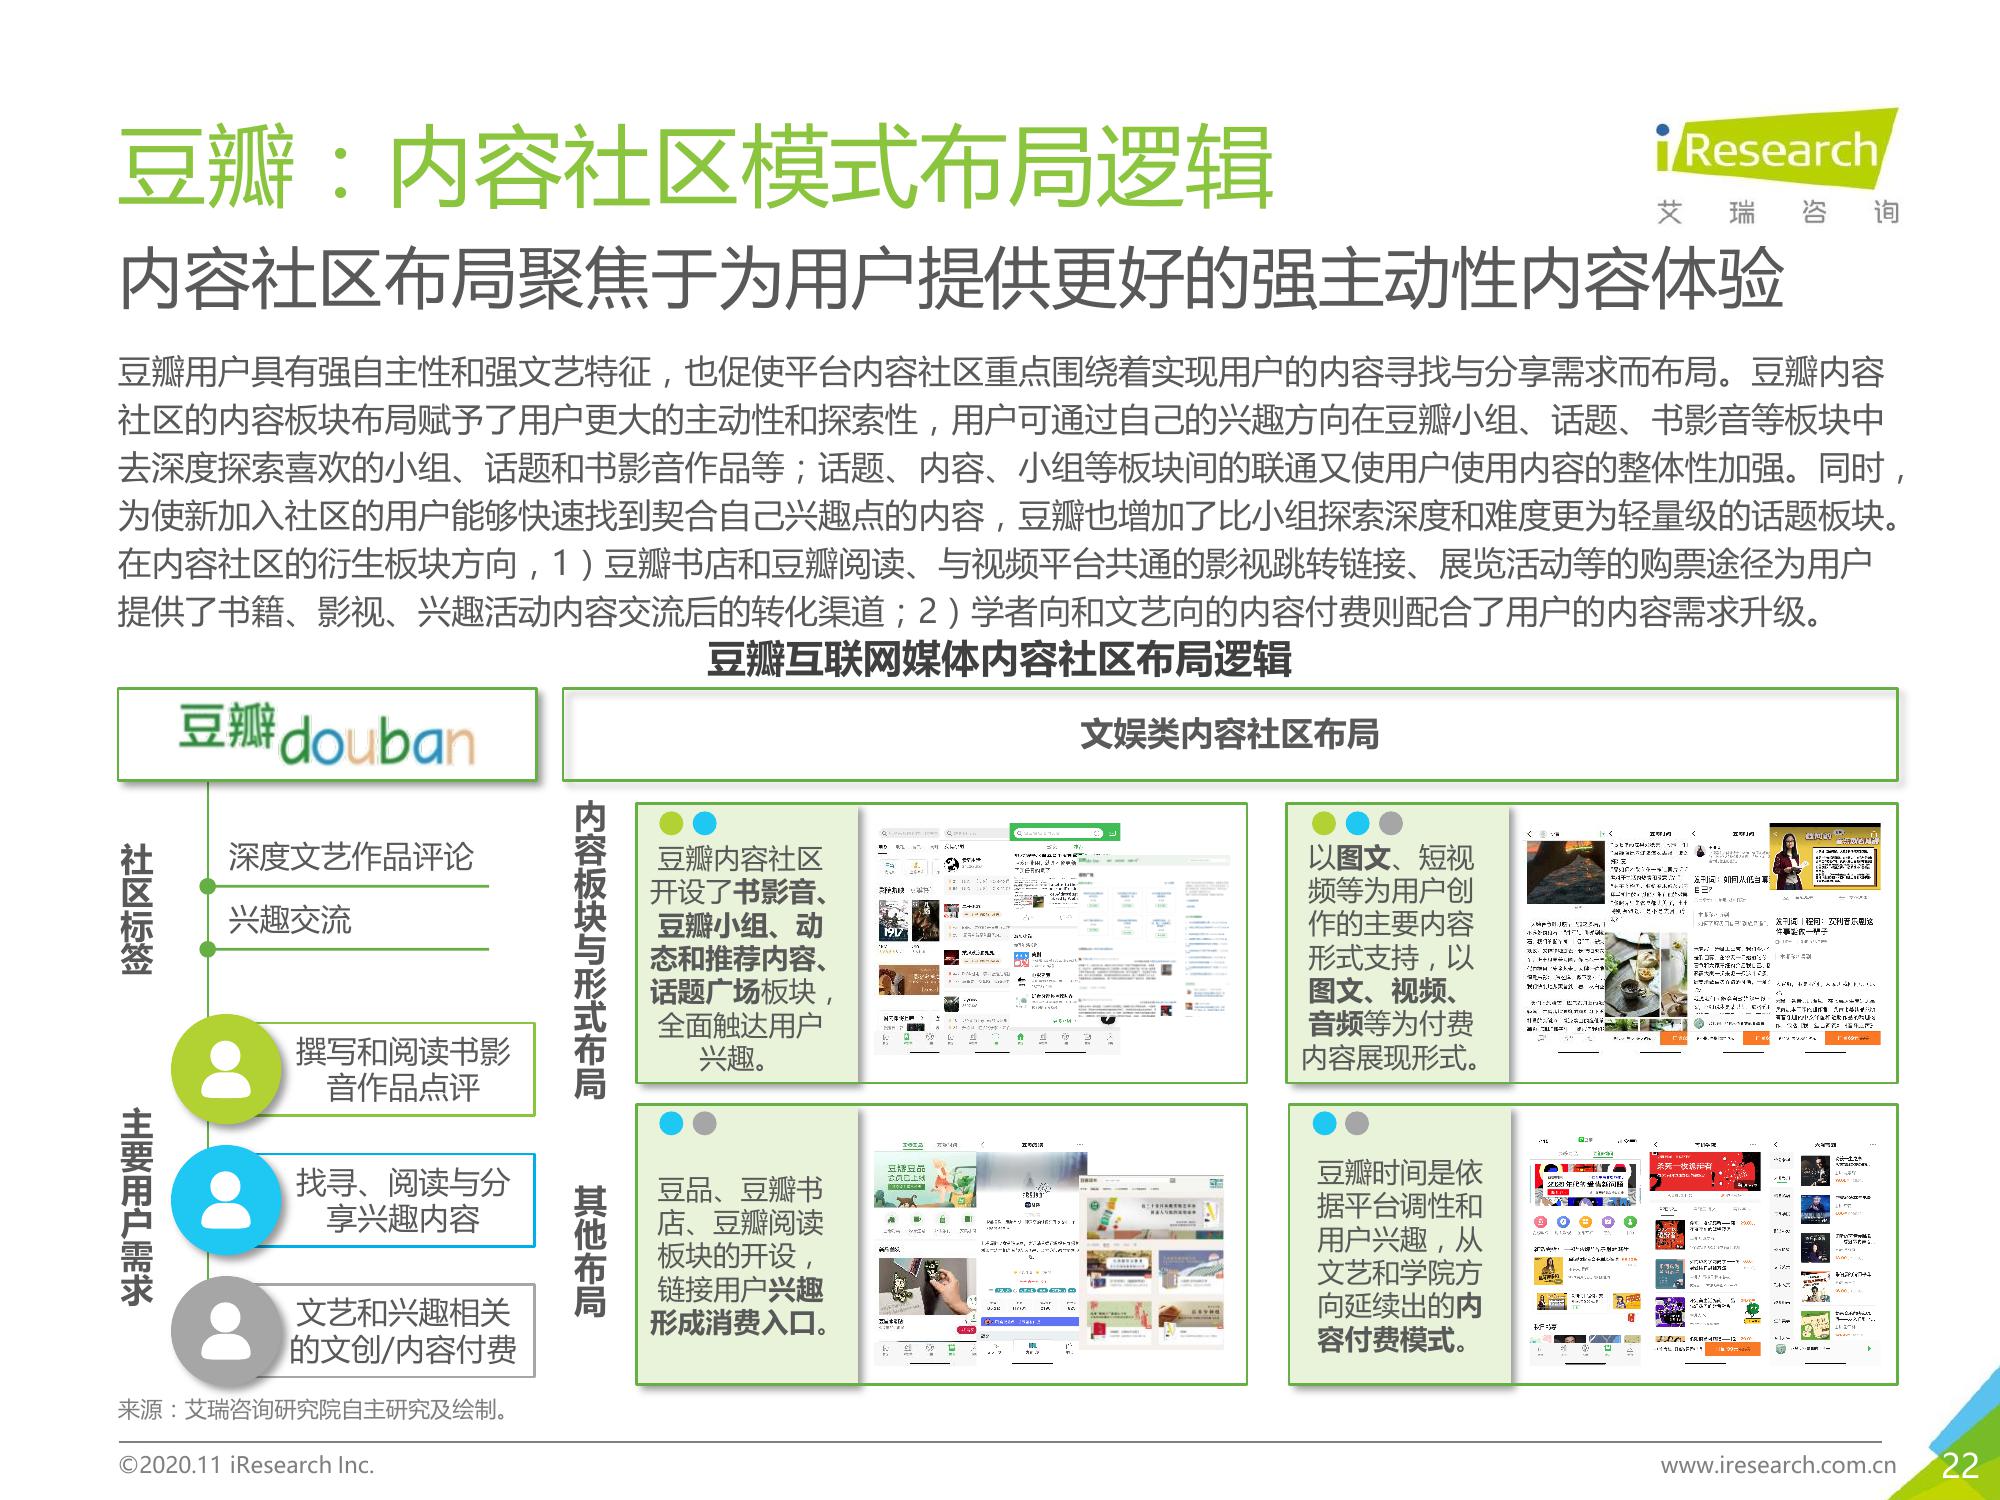 豆瓣：内容社区模式布局逻辑
iResearch
艾瑞咨询
内容社区布局聚焦于为用户提供更好的强主动性内容体验
豆瓣用户具有强自主性和强文艺特征，也促使平台内容社区重点围绕着实现用户的内容寻找与分享需求而布局。豆瓣内容
社区的内容板块布局赋予了用户更大的主动性和探索性，用户可通过自己的兴趣方向在豆瓣小组、话题、书影音等板块中
去深度探索喜欢的小组、话题和书影音作品等；话题、内容、小组等板块间的联通又使用户使用内容的整体性加强。同时，
为使新加入社区的用户能够快速找到契合自己兴趣点的内容，豆瓣也增加了比小组探索深度和难度更为轻量级的话题板块。
在内容社区的衍生板块方向，1）豆瓣书店和豆瓣阅读、与视频平台共通的影视跳转链接、展览活动等的购票途径为用户
提供了书籍、影视、兴趣活动内容交流后的转化渠道；2）学者向和文艺向的内容付费则配合了用户的内容需求升级。
豆瓣互联网媒体内容社区布局逻辑
豆瓣douban
社区标签
深度文艺作品评论
兴趣交流
主要用户需求
撰写和阅读书影
音作品点评
找寻、阅读与分
享兴趣内容
文艺和兴趣相关
的文创/内容付费
文娱类内容社区布局
内容板块与形式布局
豆瓣内容社区
开设了书影音、
豆瓣小组、动
态和推荐内容、
话题广场板块，
全面触达用户
兴趣。
以图文、短视
频等为用户创
作的主要内容
形式支持，以
图文、视频、
音频等为付费
内容展现形式。
其他布局
豆品、豆瓣书
店、豆瓣阅读
板块的开设，
链接用户兴趣
形成消费入口。
豆瓣时间是依
据平台调性和
用户兴趣，从
文艺和学院方
向延续出的内
容付费模式。
来源：艾瑞咨询研究院自主研究及绘制。
©2020.11 iResearch Inc.
www.iresearch.com.cn
22